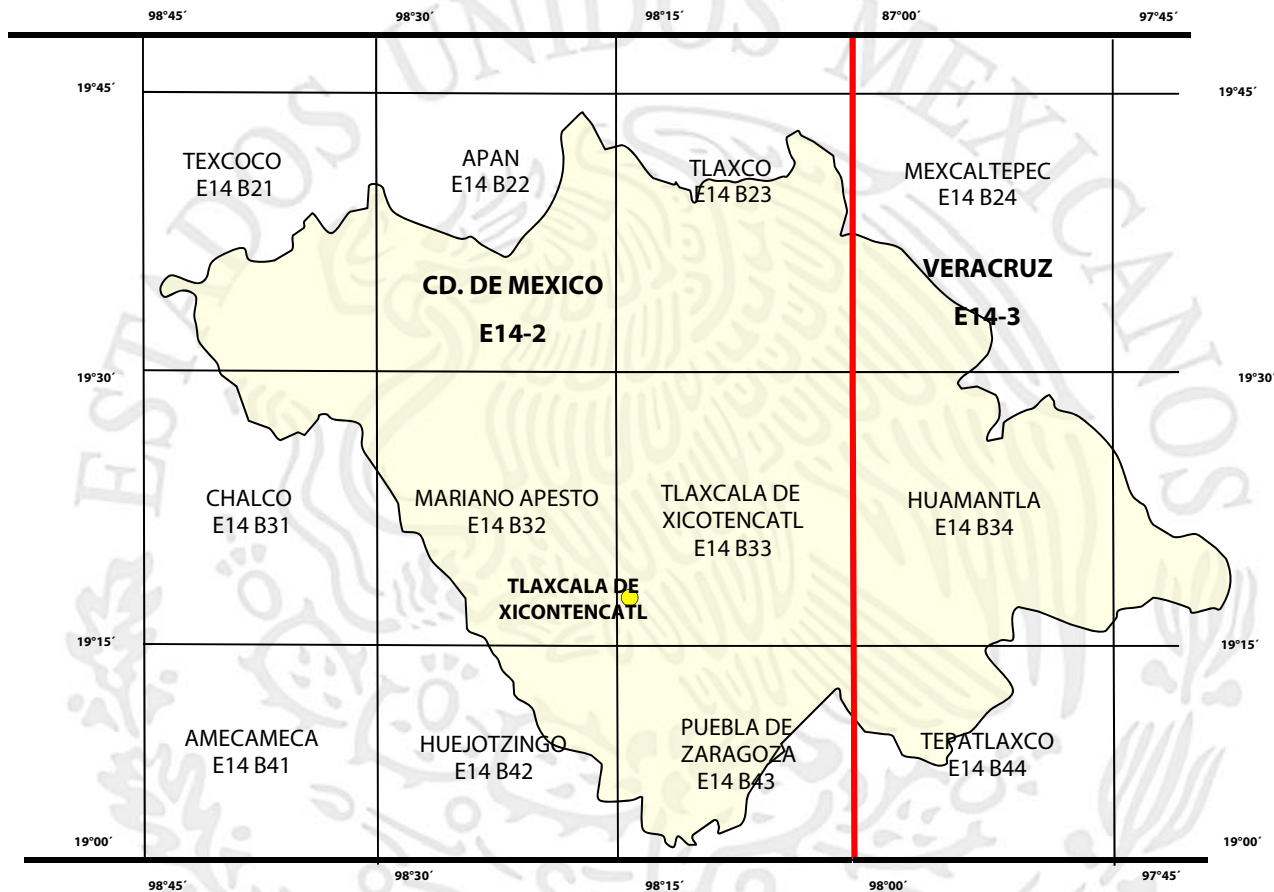 98°45´ 98°30´ 98°15´ 87°00´ 97°45´
19°45´ 19°45´
TEXCOCO
E14 B21
APAN
E14 B22
TLAXCO
E14 B23
MEXCALTEPEC
E14 B24
CD. DE MEXICO
E14-2
VERACRUZ
E14-3
19°30´ 19°30´
CHALCO
E14 B31
MARIANO APESTO
E14 B32
TLAXCALA DE
XICOTENCATL
E14 B33
HUAMANTLA
E14 B34
TLAXCALA DE
XICONTENCATL
19°15´ 19°15´
AMECAMECA
E14 B41
HUEJOTZINGO
E14 B42
PUEBLA DE
ZARAGOZA
E14 B43
TEPATLAXCO
E14 B44
19°00´ 19°00´
98°45´ 98°30´ 98°15´ 98°00´ 97°45´
ESTADOS UNIDOS MEXICANOS